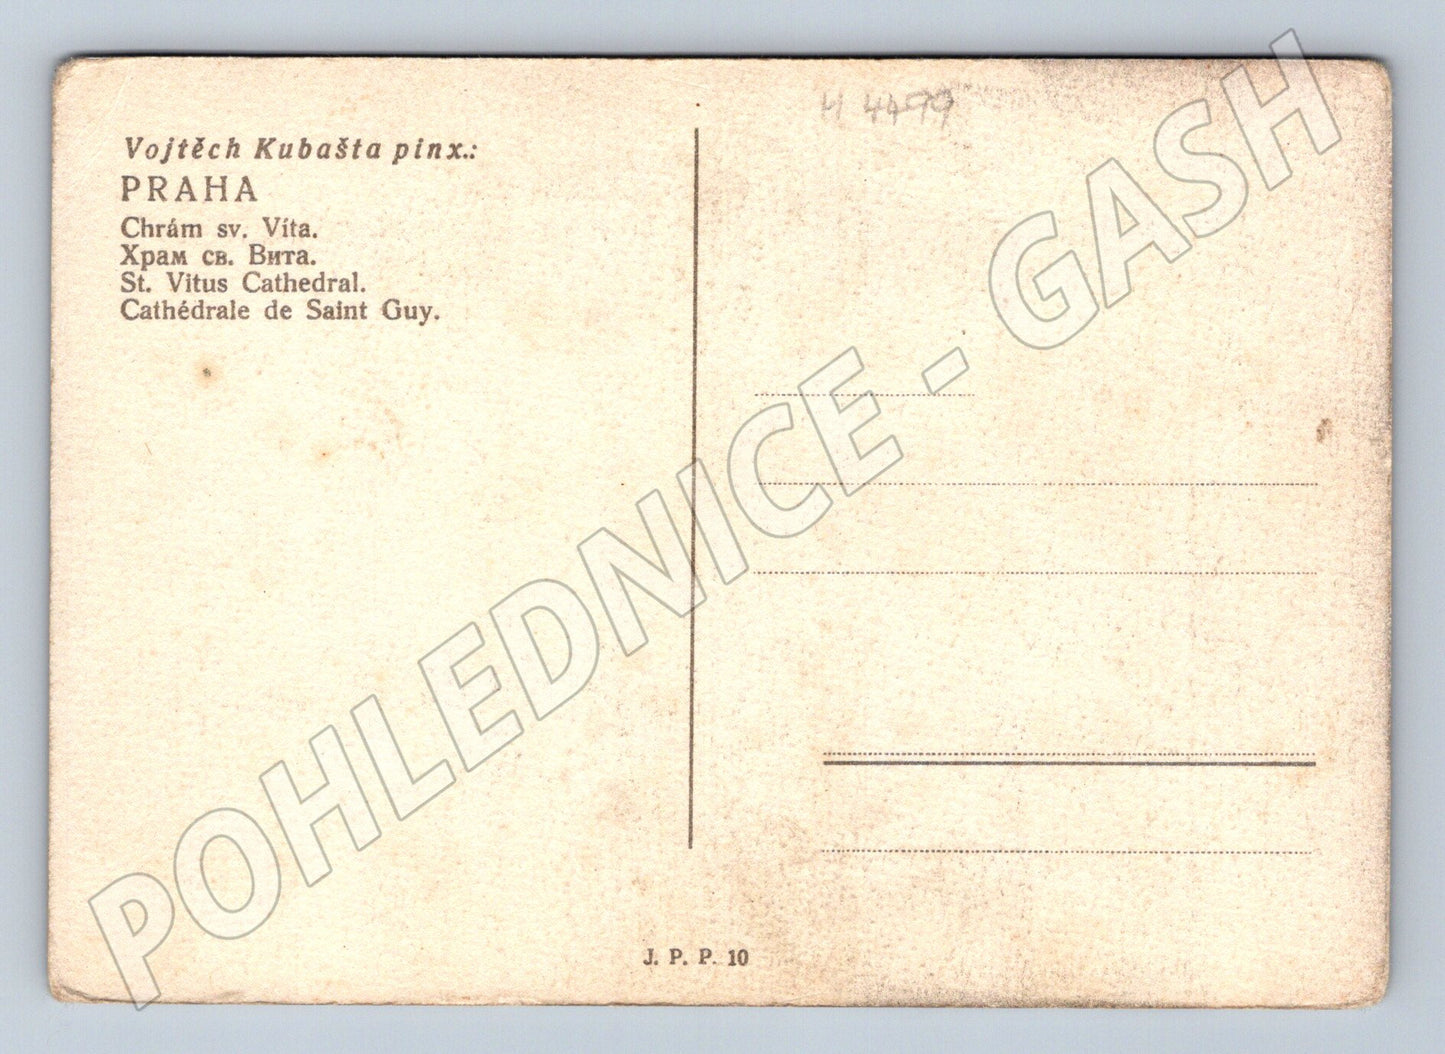 H 4499
Vojtěch Kubašta pinx.:
PRAHA
Chrám sv. Víta.
Храм св. Вита.
St. Vitus Cathedral.
Cathédrale de Saint Guy.
POHLEDNICE - GASH
J. P. P. 10